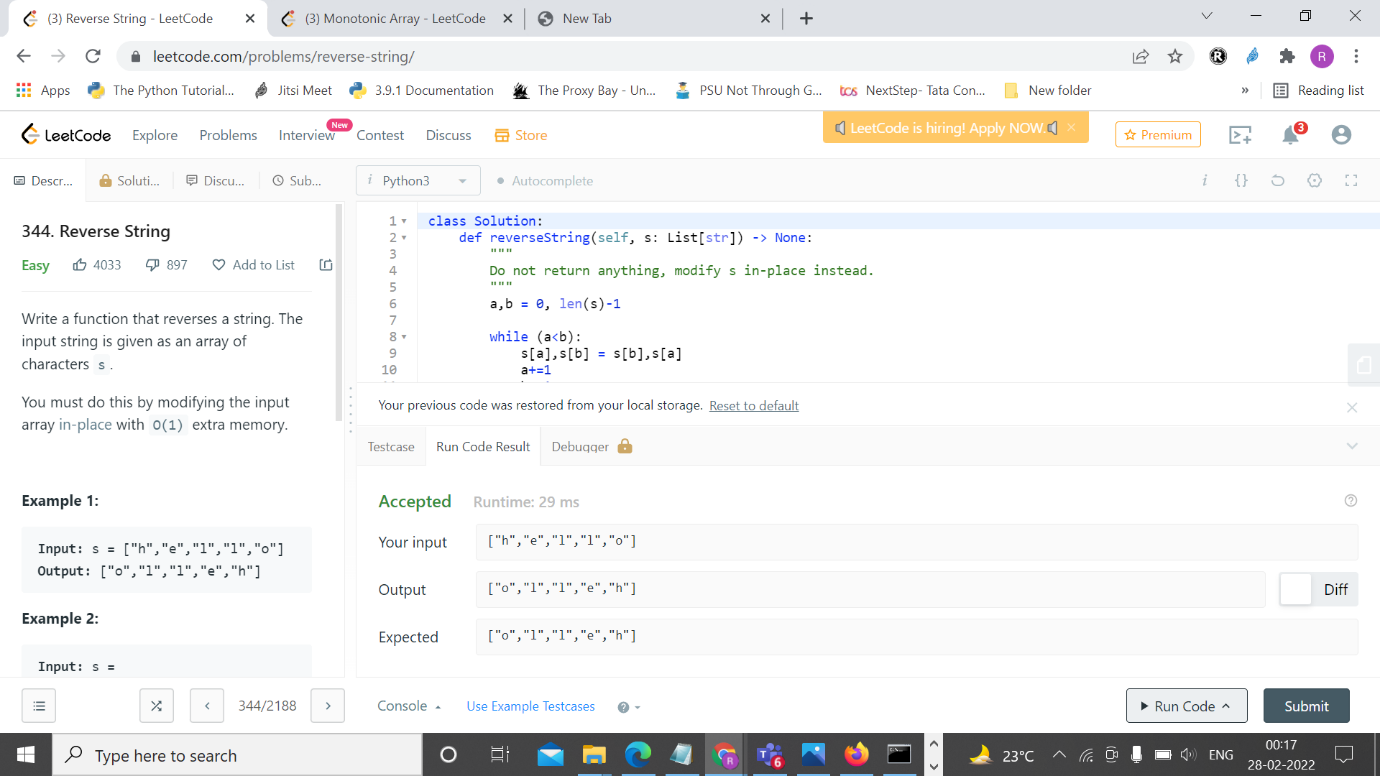 (3) Reverse String - LeetCode
(3) Monotonic Array - LeetCode
New Tab
leetcode.com/problems/reverse-string/
R
R
Apps
The Python Tutorial...
Jitsi Meet
3.9.1 Documentation
The Proxy Bay - Un...
PSU Not Through G...
tcs
NextStep- Tata Con...
New folder
»
Reading list
LeetCode
Explore
Problems
Interview
New
Contest
Discuss
Store
LeetCode is hiring! Apply NOW.
Premium
3
Descr...
Soluti...
Discu...
Sub...
i Python3
Autocomplete
i
{}
344. Reverse String
Easy
4033
897
Add to List
Write a function that reverses a string. The
input string is given as an array of
characters s .
You must do this by modifying the input
array in-place with O(1) extra memory.
Example 1:
Input: s = ["h","e","l","l","o"]
Output: ["o","l","l","e","h"]
Example 2:
Input: s =
1 class Solution:
2 def reverseString(self, s: List[str]) -> None:
3 """
4 Do not return anything, modify s in-place instead.
5 """
6 a,b = 0, len(s)-1
7
8 while (a<b):
9 s[a],s[b] = s[b],s[a]
10 a+=1
Your previous code was restored from your local storage. Reset to default
Testcase
Run Code Result
Debugger
Accepted Runtime: 29 ms
Your input ["h","e","l","l","o"]
Output ["o","l","l","e","h"]
Diff
Expected ["o","l","l","e","h"]
344/2188
Console
Use Example Testcases
Run Code
Submit
Type here to search
R
6
23°C
ENG
00:17
28-02-2022